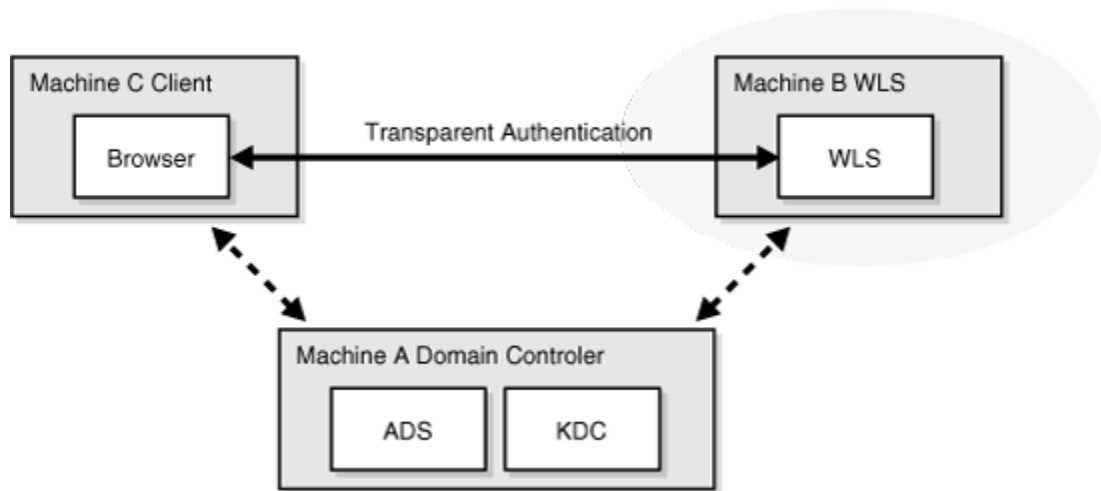 Machine C Client
Machine B WLS
Transparent Authentication
Browser
WLS
Machine A Domain Controler
ADS
KDC